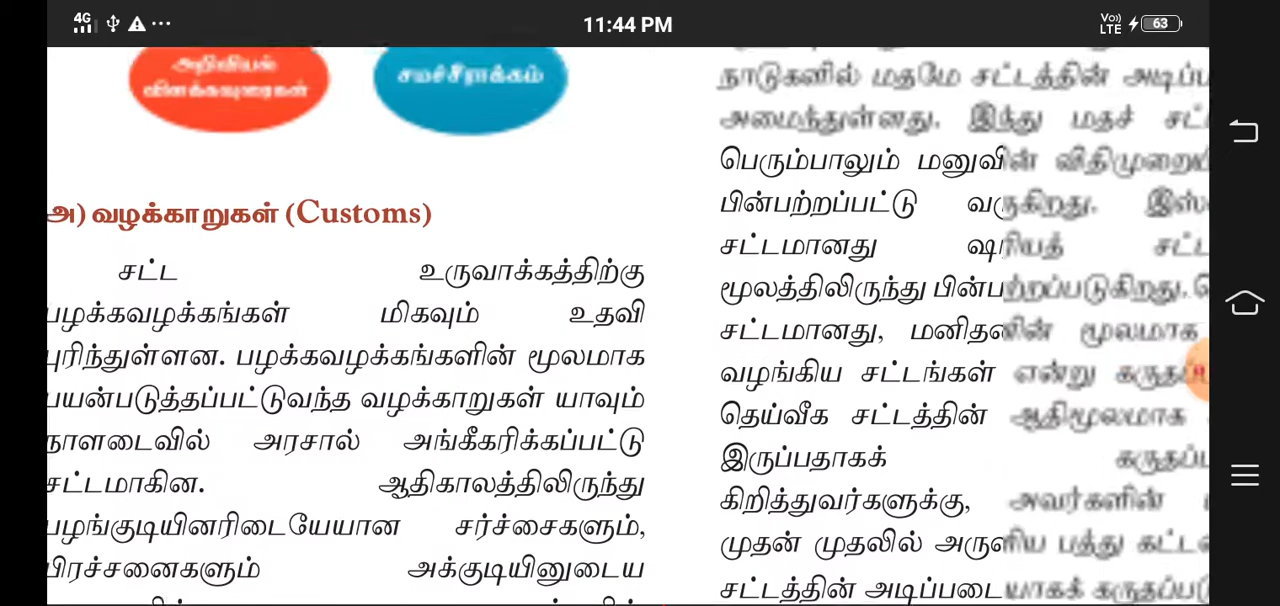 4G
11:44 PM
Vo))
LTE
63
அறிவியல்
விளக்கவுரைகள்
சமச்சீராக்கம்
அ) வழக்காறுகள் (Customs)
சட்ட உருவாக்கத்திற்கு
பழக்கவழக்கங்கள் மிகவும் உதவி
புரிந்துள்ளன. பழக்கவழக்கங்களின் மூலமாக
பயன்படுத்தப்பட்டுவந்த வழக்காறுகள் யாவும்
நாளடைவில் அரசால் அங்கீகரிக்கப்பட்டு
சட்டமாகின. ஆதிகாலத்திலிருந்து
பழங்குடியினரிடையேயான சர்ச்சைகளும்,
பிரச்சனைகளும் அக்குடியினுடைய
நாடுகளில் மதமே சட்டத்தின்
அமைந்துள்ளது. இந்து மதச்
பெரும்பாலும் மனுவின்
பின்பற்றப்பட்டு வருகிறது.
சட்டமானது ஷரியத்
மூலத்திலிருந்து பின்பற்றப்படுகிறது.
சட்டமானது, மனிதனின் மூலமாக
வழங்கிய சட்டங்கள் என்று
தெய்வீக சட்டத்தின் ஆதிமூலமாக
இருப்பதாகக்
கிறித்துவர்களுக்கு, அவர்களின்
முதன் முதலில் அருளிய பத்து
சட்டத்தின் அடிப்படையாகக்